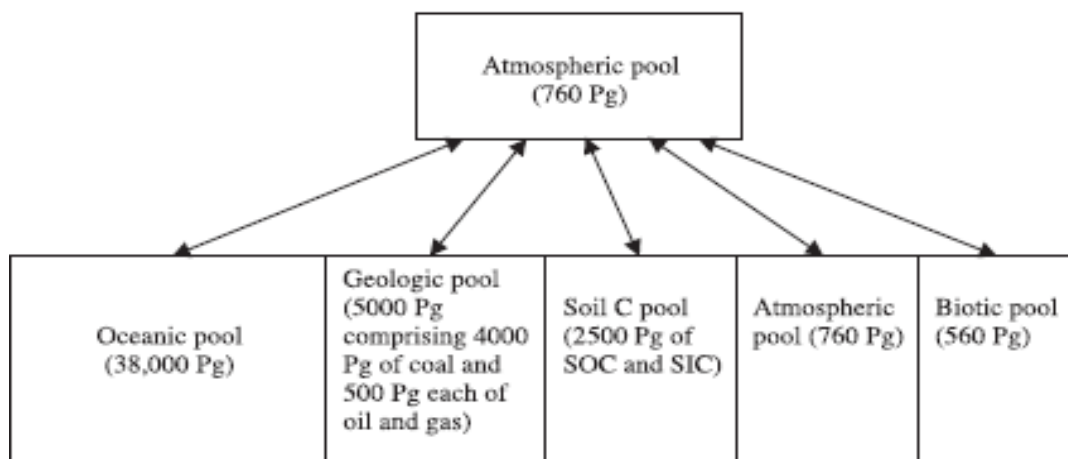 Atmospheric pool
(760 Pg)
Oceanic pool
(38,000 Pg)
Geologic pool
(5000 Pg
comprising 4000
Pg of coal and
500 Pg each of
oil and gas)
Soil C pool
(2500 Pg of
SOC and SIC)
Atmospheric
pool (760 Pg)
Biotic pool
(560 Pg)